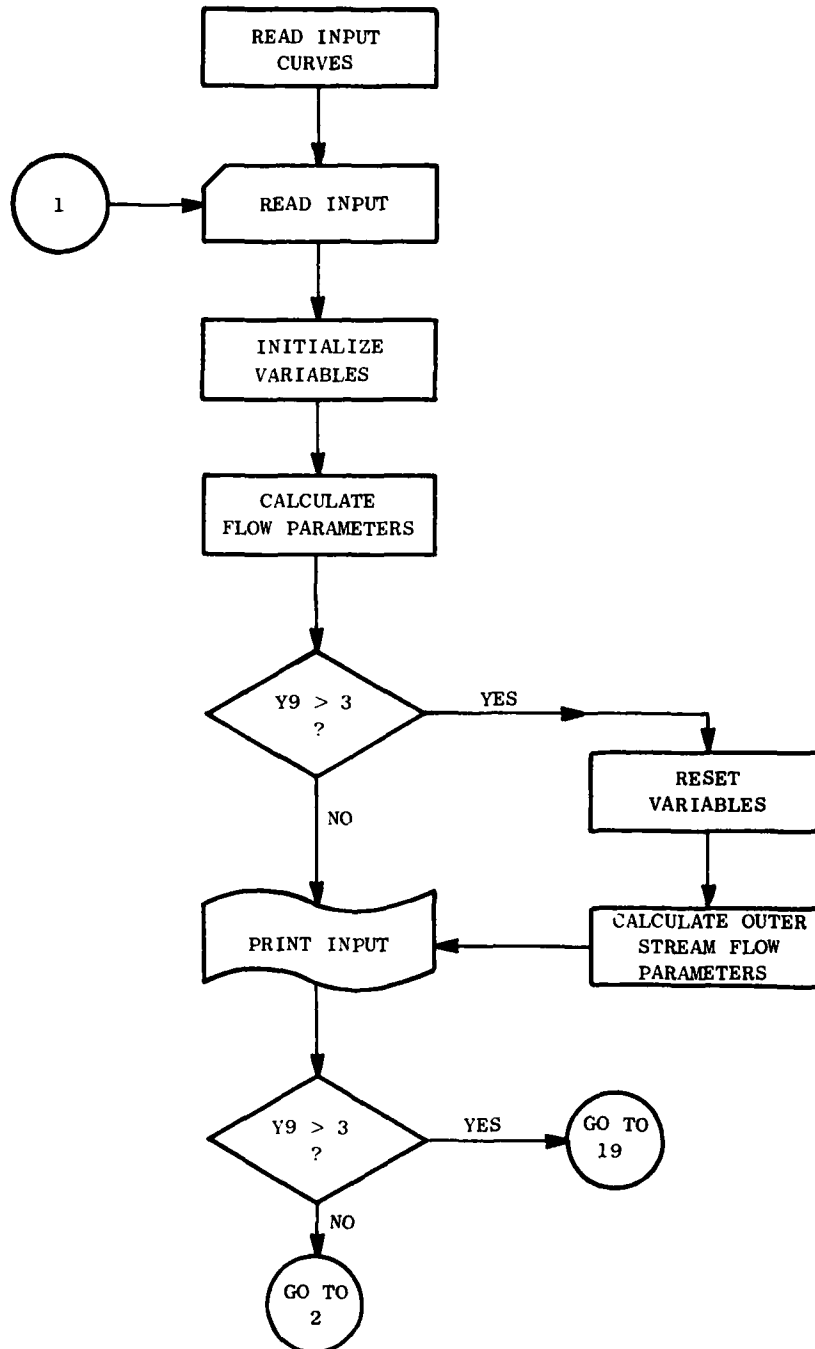 READ INPUT
CURVES
1
READ INPUT
INITIALIZE
VARIABLES
CALCULATE
FLOW PARAMETERS
Y9 > 3
?
YES
NO
RESET
VARIABLES
CALCULATE OUTER
STREAM FLOW
PARAMETERS
PRINT INPUT
Y9 > 3
?
YES
GO TO
19
NO
GO TO
2